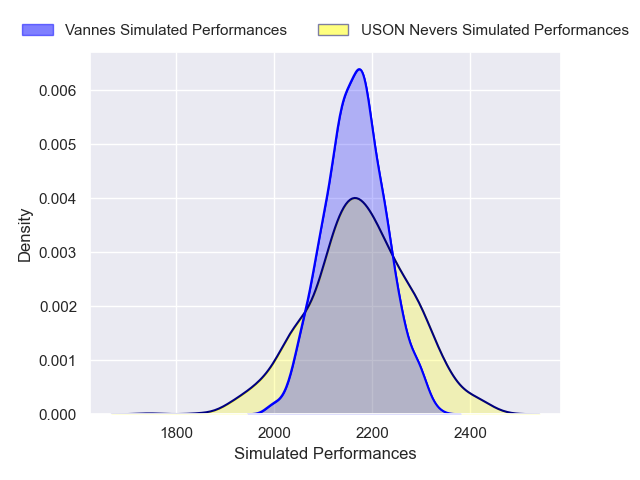 Vannes Simulated Performances USON Nevers Simulated Performances
0.006
0.005
0.004
0.003
0.002
0.001
0.000
Density
1800 2000 2200 2400
Simulated Performances